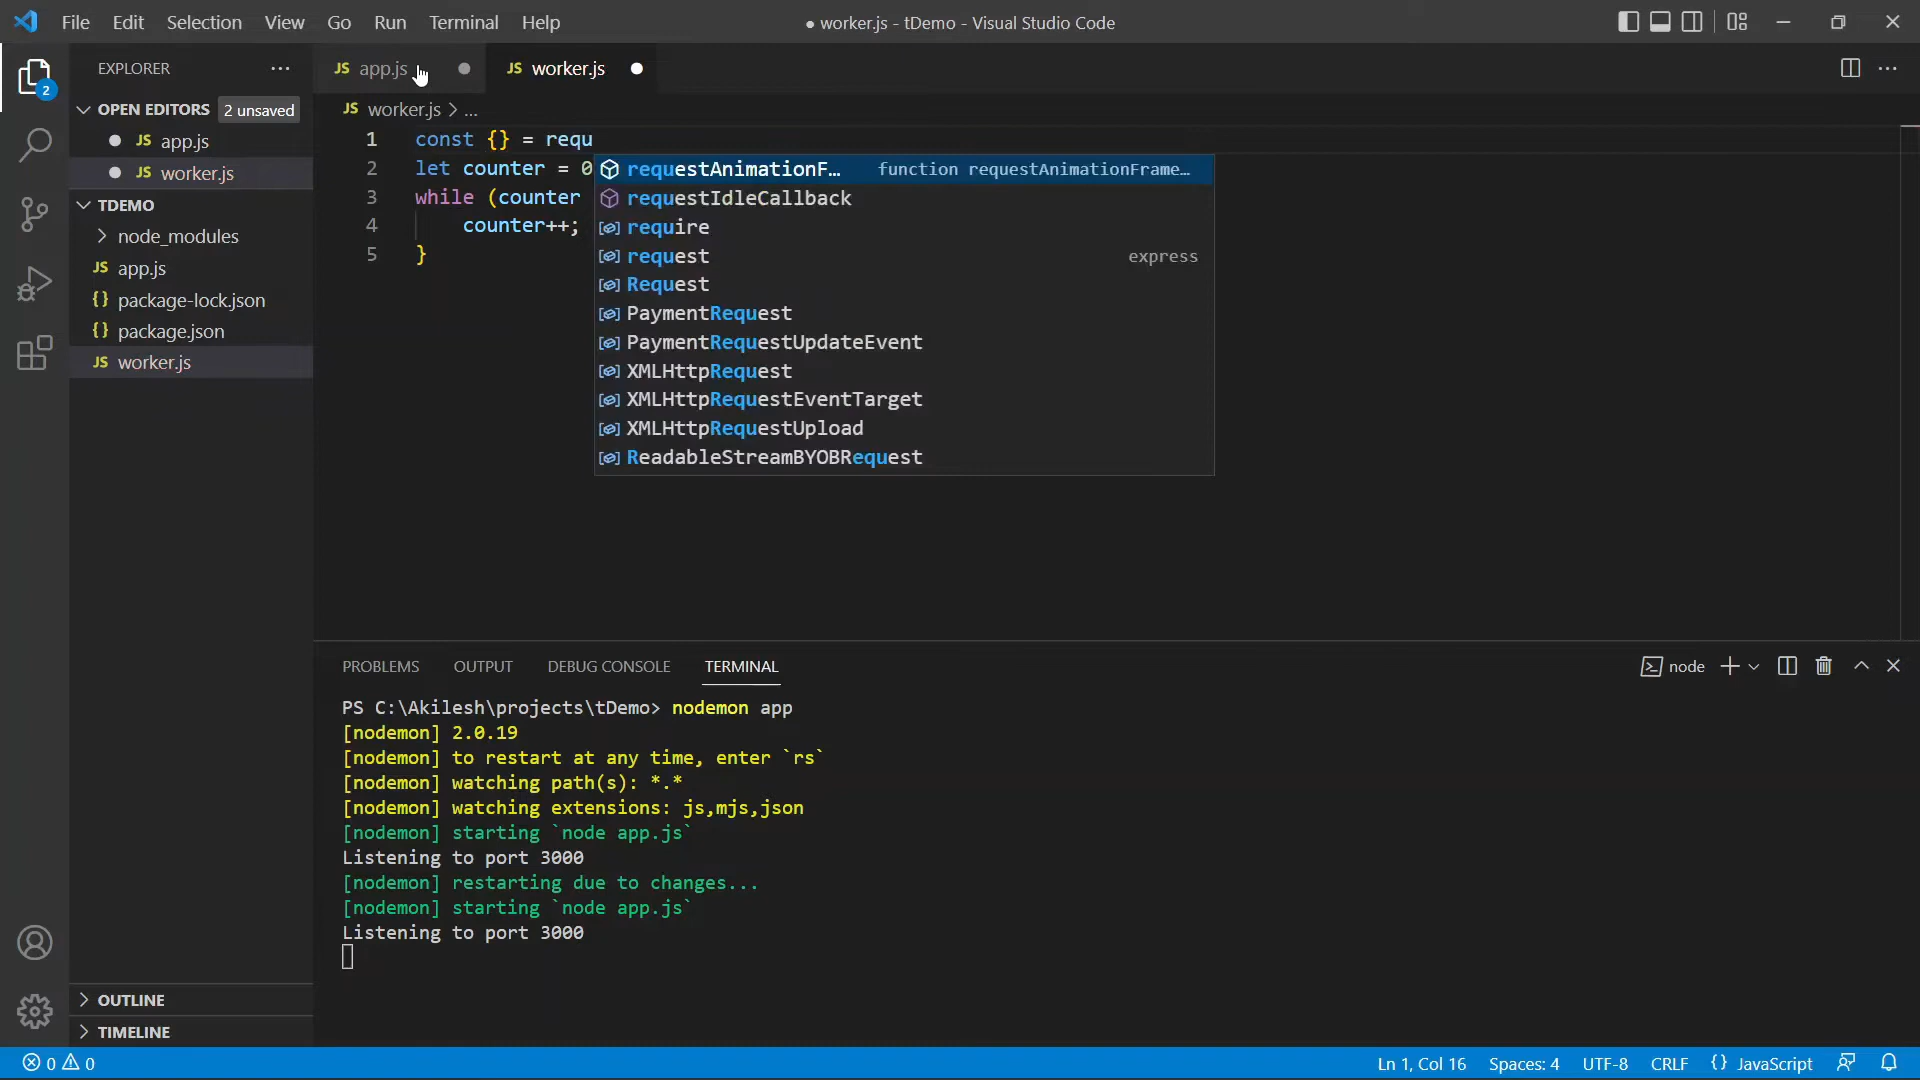 File Edit Selection View Go Run Terminal Help
● worker.js - tDemo - Visual Studio Code
EXPLORER
2
OPEN EDITORS 2 unsaved
JS app.js
JS worker.js
TDEMO
node_modules
JS app.js
{} package-lock.json
{} package.json
JS worker.js
OUTLINE
TIMELINE
JS app.js
JS worker.js
JS worker.js > ...
1 const {} = requ
2 let counter = 0
3 while (counter
4 counter++;
5 }
requestAnimationF… function requestAnimationFrame…
requestIdleCallback
require
request express
Request
PaymentRequest
PaymentRequestUpdateEvent
XMLHttpRequest
XMLHttpRequestEventTarget
XMLHttpRequestUpload
ReadableStreamBYOBRequest
PROBLEMS OUTPUT DEBUG CONSOLE TERMINAL
node
PS C:\Akilesh\projects\tDemo> nodemon app
[nodemon] 2.0.19
[nodemon] to restart at any time, enter `rs`
[nodemon] watching path(s): *.*
[nodemon] watching extensions: js,mjs,json
[nodemon] starting `node app.js`
Listening to port 3000
[nodemon] restarting due to changes...
[nodemon] starting `node app.js`
Listening to port 3000
0 0
Ln 1, Col 16 Spaces: 4 UTF-8 CRLF {} JavaScript